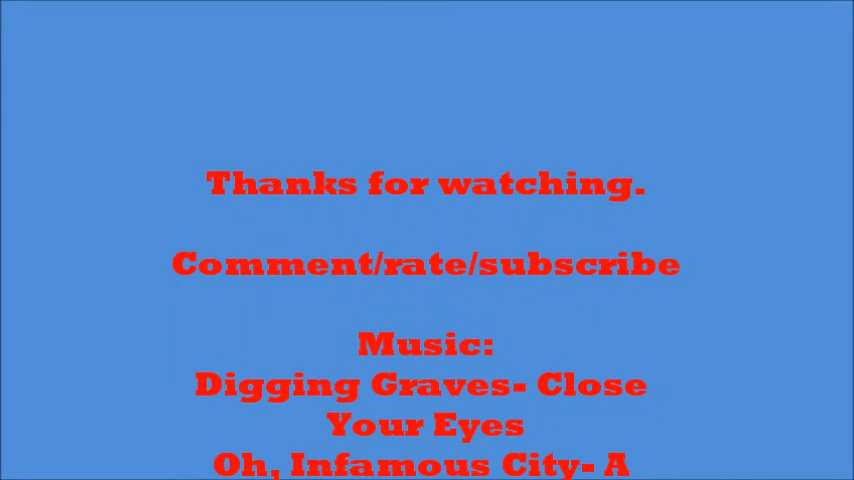 Thanks for watching.
Comment/rate/subscribe
Music:
Digging Graves- Close
Your Eyes
Oh, Infamous City- A